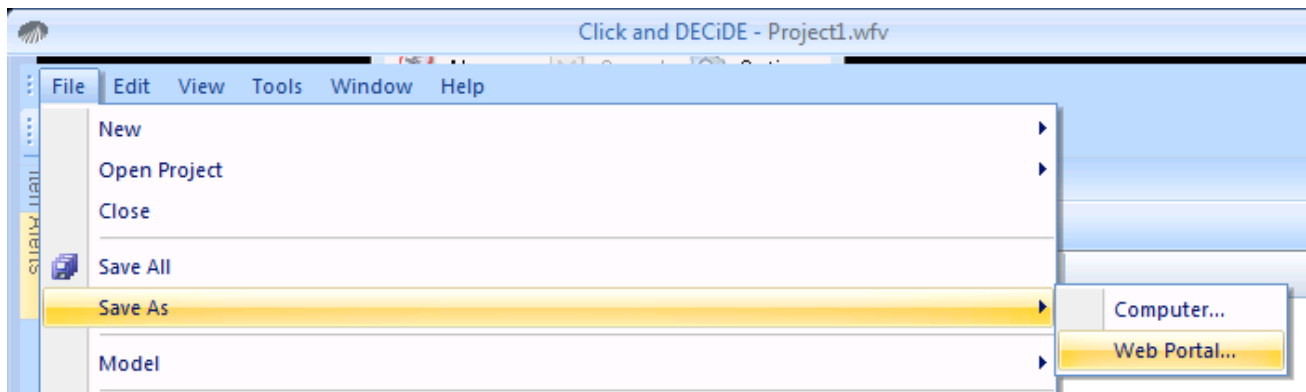 Click and DECiDE - Project1.wfv
File Edit View Tools Window Help
New
Open Project
Close
Save All
Save As
Computer...
Web Portal...
Model